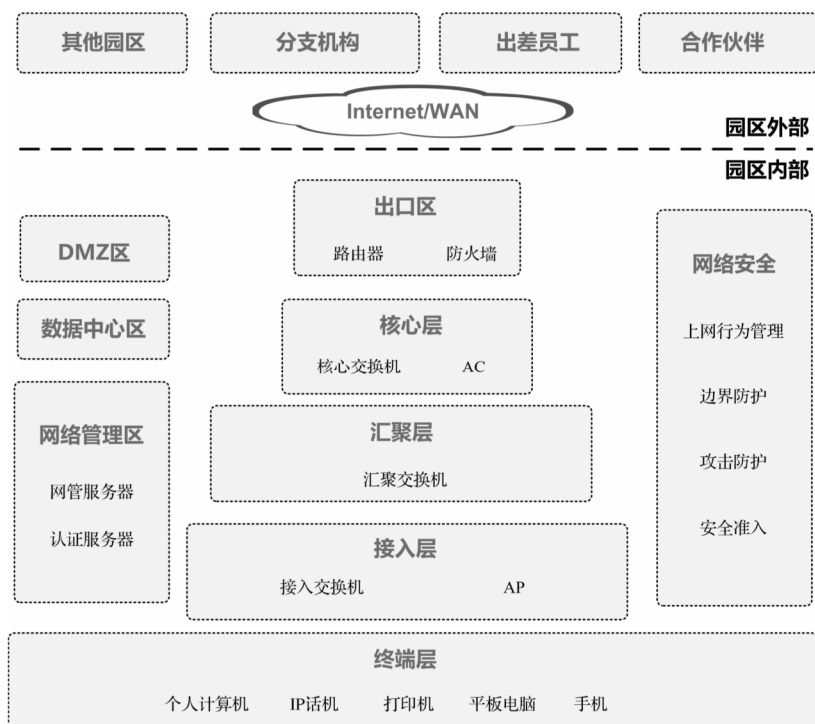 其他园区 分支机构 出差员工 合作伙伴
Internet/WAN
园区外部
园区内部
出口区
路由器 防火墙
DMZ区
数据中心区
网络管理区
网管服务器
认证服务器
核心层
核心交换机 AC
汇聚层
汇聚交换机
接入层
接入交换机 AP
网络安全
上网行为管理
边界防护
攻击防护
安全准入
终端层
个人计算机 IP话机 打印机 平板电脑 手机